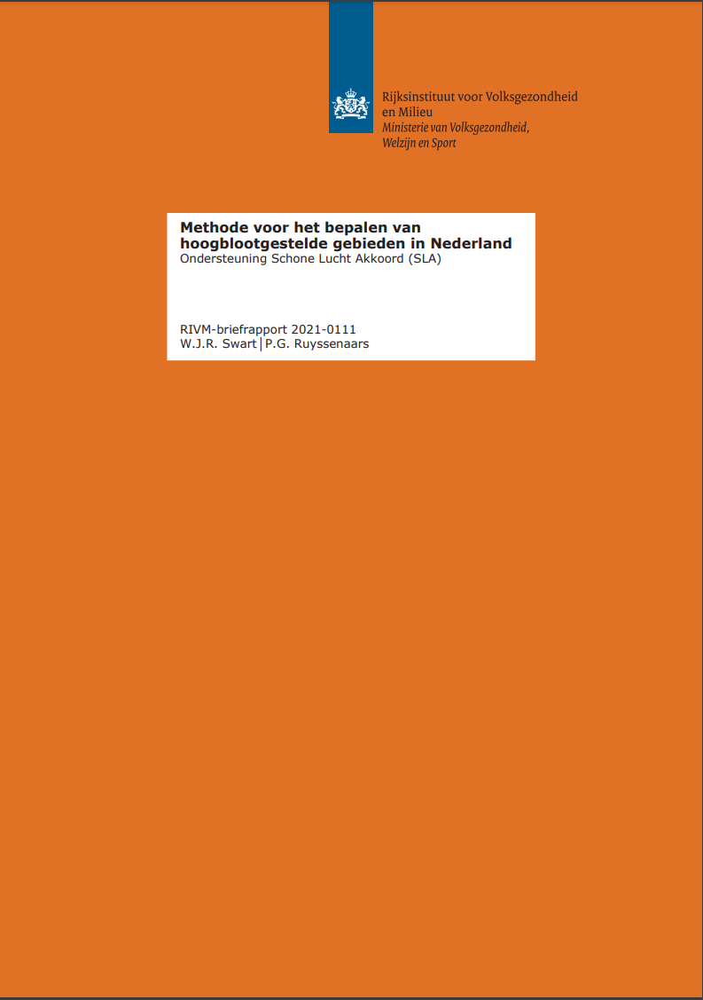 Rijksinstituut voor Volksgezondheid
en Milieu
Ministerie van Volksgezondheid,
Welzijn en Sport
Methode voor het bepalen van
hoogblootgestelde gebieden in Nederland
Ondersteuning Schone Lucht Akkoord (SLA)
RIVM-briefrapport 2021-0111
W.J.R. Swart│P.G. Ruyssenaars